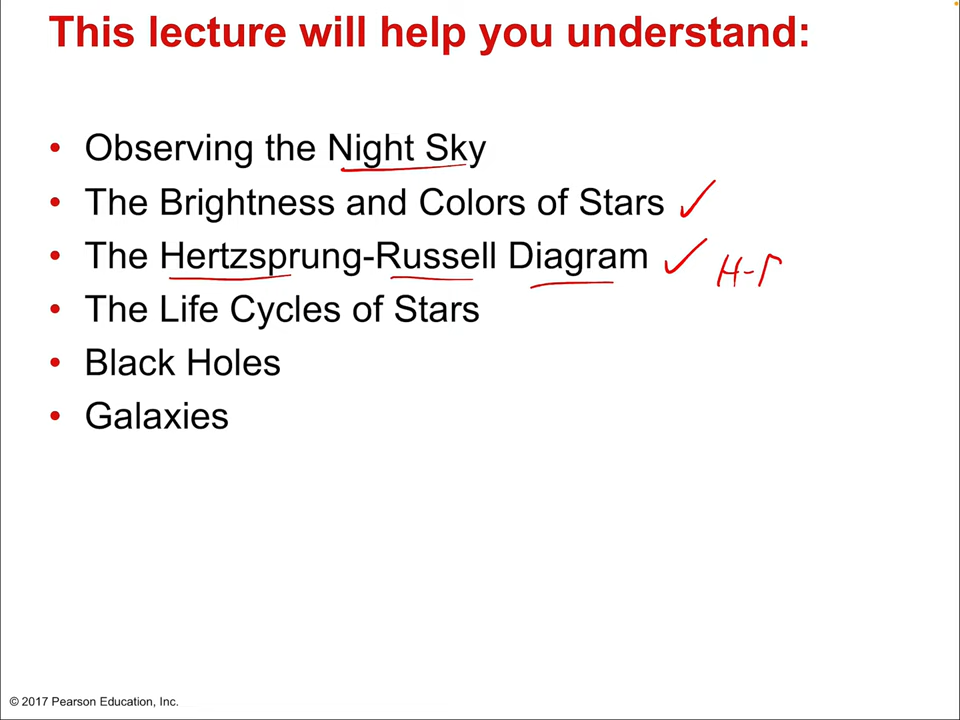 This lecture will help you understand:
• Observing the Night Sky
• The Brightness and Colors of Stars ✓
• The Hertzsprung-Russell Diagram ✓ H-
• The Life Cycles of Stars
• Black Holes
• Galaxies
© 2017 Pearson Education, Inc.